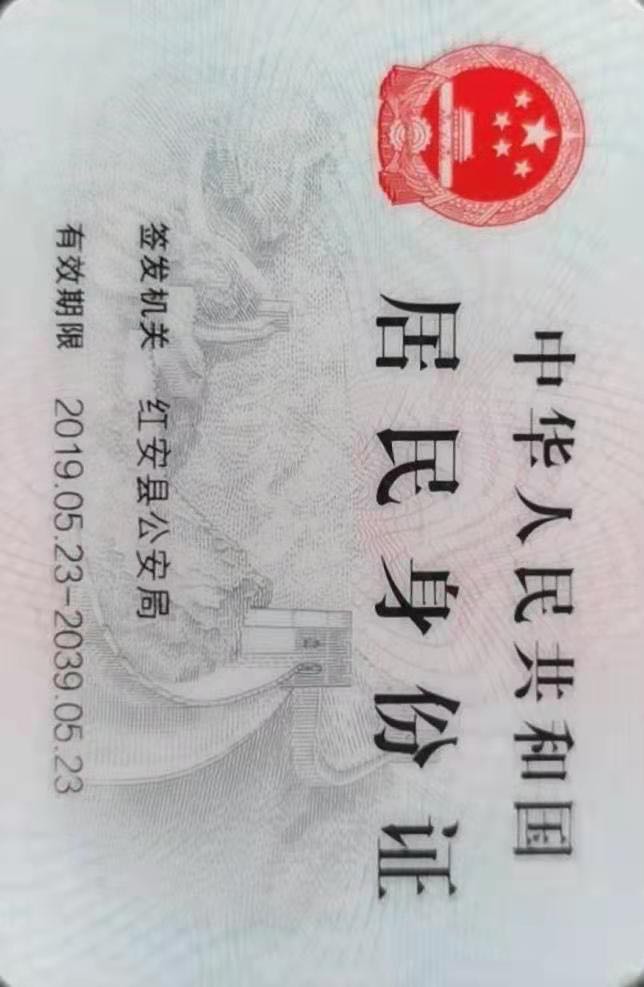 中华人民共和国
居民身份证
签发机关 红安县公安局
有效期限 2019.05.23-2039.05.23